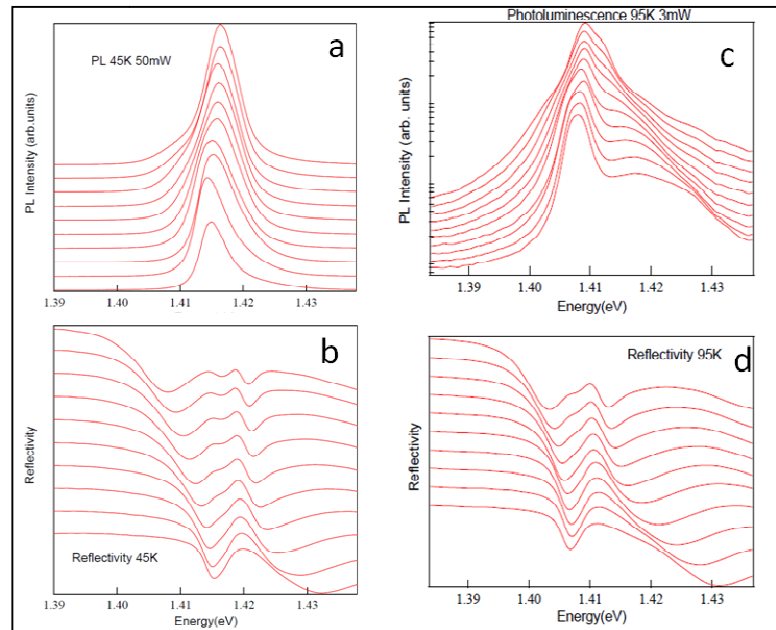 a
PL 45K 50mW
PL Intensity (arb.units)
1.39 1.40 1.41 1.42 1.43
b
Reflectivity
Reflectivity 45K
1.39 1.40 1.41 1.42 1.43
Energy(eV)
Photoluminescence 95K 3mW
c
PL Intensity (arb. units)
1.39 1.40 1.41 1.42 1.43
Energy(eV)
Reflectivity 95K
d
Reflectivity
1.39 1.40 1.41 1.42 1.43
Energy(eV)